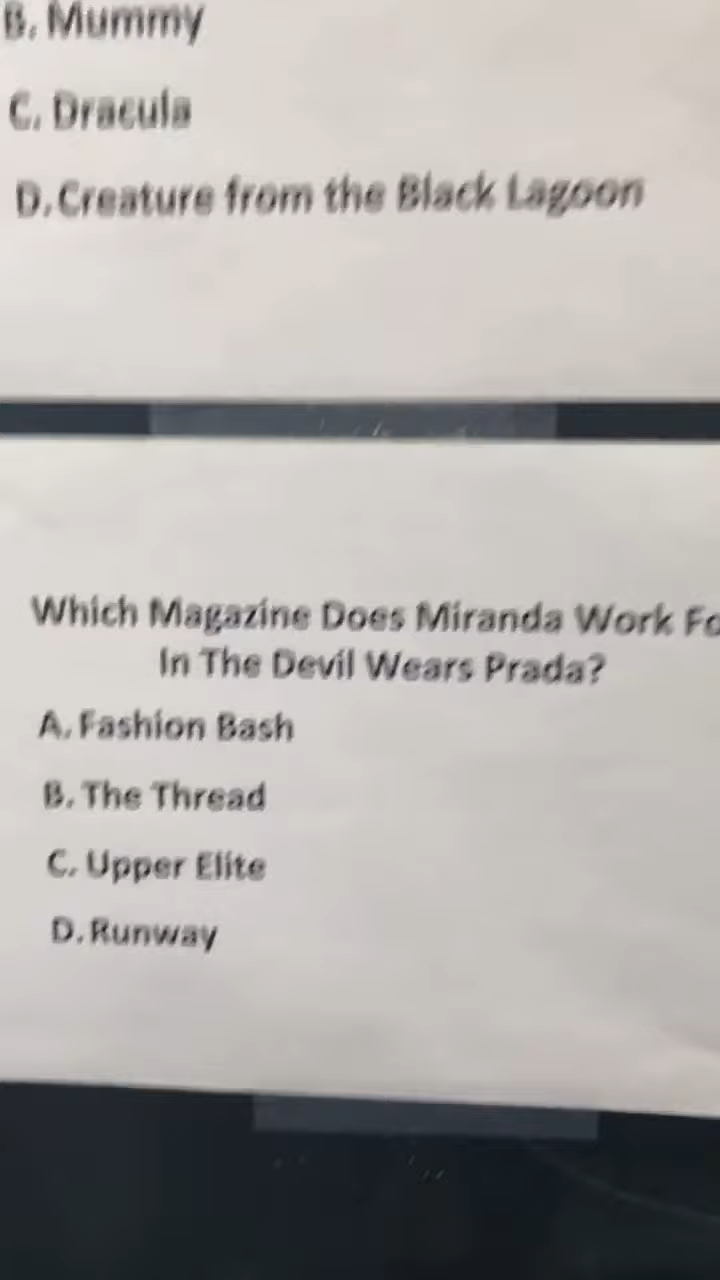 B. Mummy
C. Dracula
D. Creature from the Black Lagoon
Which Magazine Does Miranda Work Fo
In The Devil Wears Prada?
A. Fashion Bash
B. The Thread
C. Upper Elite
D. Runway